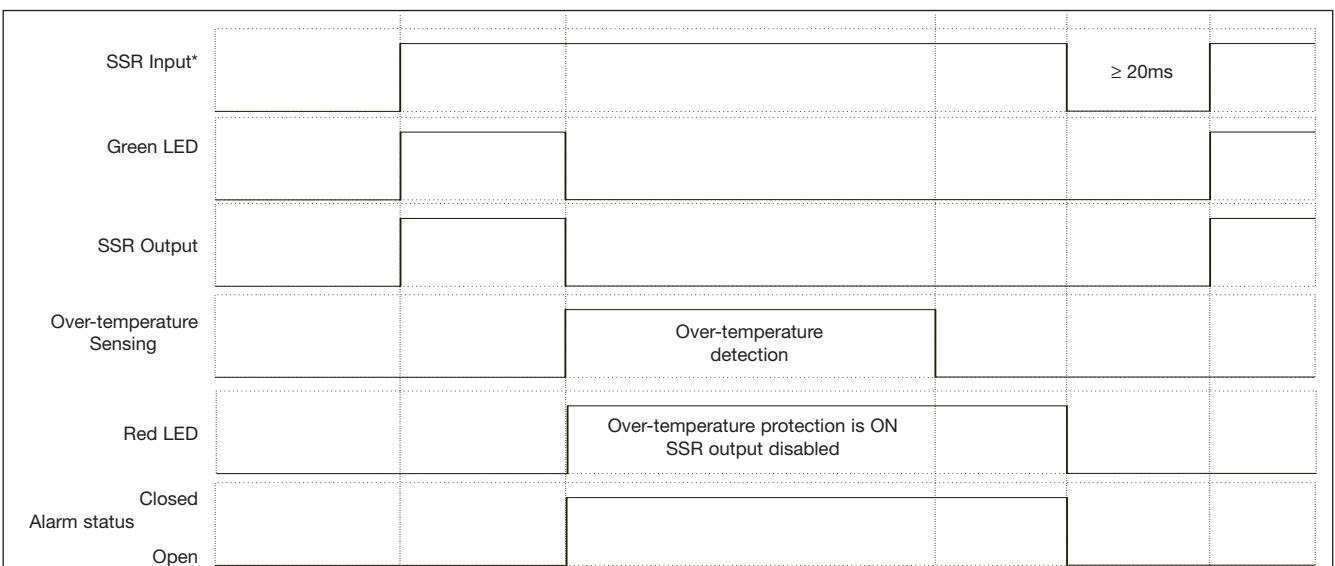 SSR Input*
≥ 20ms
Green LED
SSR Output
Over-temperature
Sensing
Over-temperature
detection
Red LED
Over-temperature protection is ON
SSR output disabled
Closed
Alarm status
Open